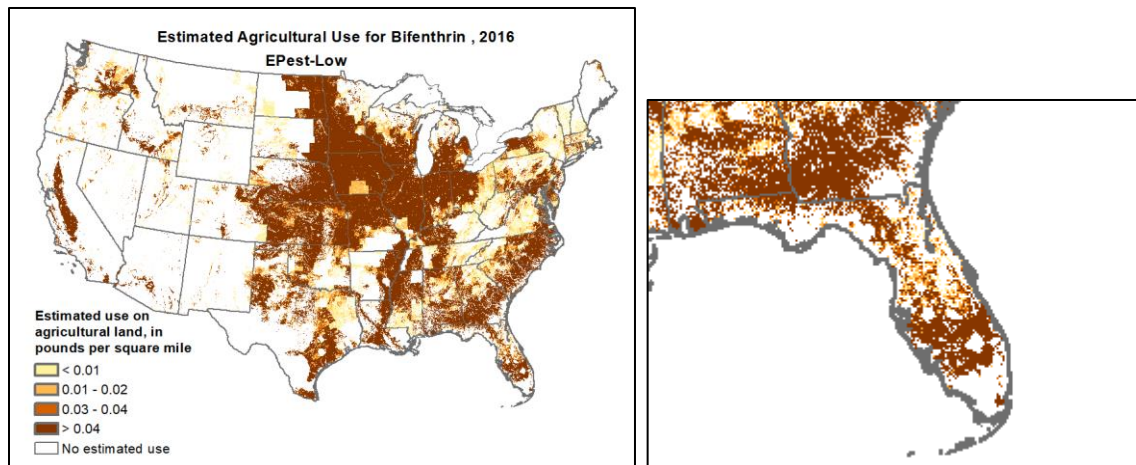 Estimated Agricultural Use for Bifenthrin , 2016
EPest-Low
Estimated use on
agricultural land, in
pounds per square mile
< 0.01
0.01 - 0.02
0.03 - 0.04
> 0.04
No estimated use